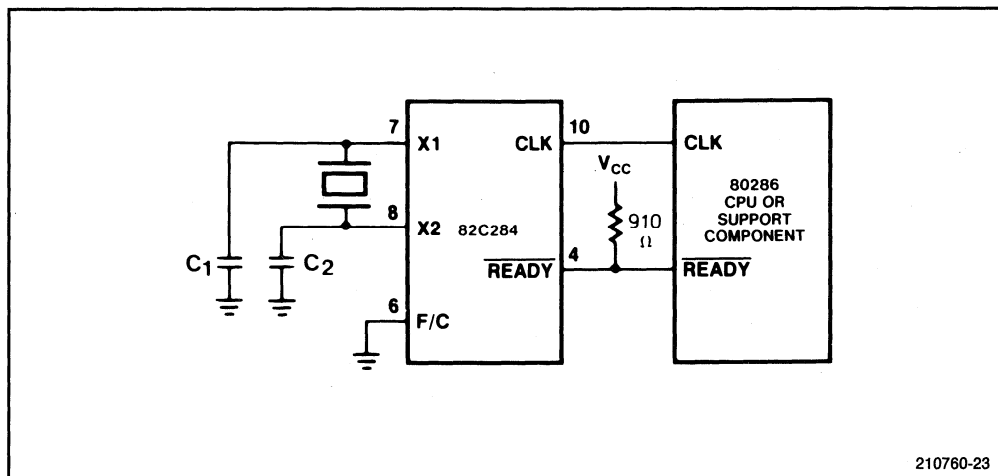 7
X1
8
X2
C1
C2
6
F/C
82C284
CLK
10
VCC
910
Ω
4
READY
CLK
80286
CPU OR
SUPPORT
COMPONENT
READY
210760-23